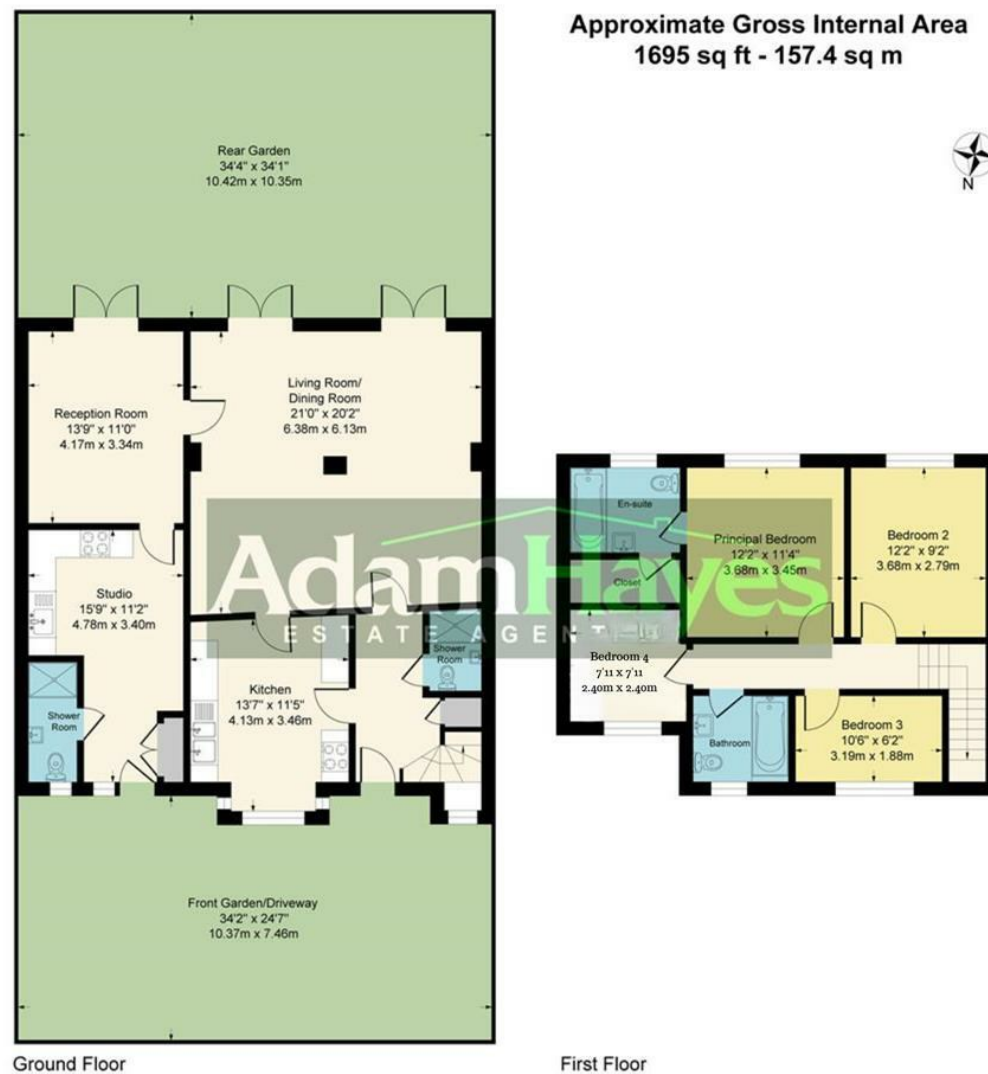 Approximate Gross Internal Area
1695 sq ft - 157.4 sq m
N
Rear Garden
34'4" x 34'1"
10.42m x 10.35m
Reception Room
13'9" x 11'0"
4.17m x 3.34m
Living Room/
Dining Room
21'0" x 20'2"
6.38m x 6.13m
Studio
15'9" x 11'2"
4.78m x 3.40m
Shower
Room
Kitchen
13'7" x 11'5"
4.13m x 3.46m
Shower
Room
Front Garden/Driveway
34'2" x 24'7"
10.37m x 7.46m
Ground Floor
En-suite
Principal Bedroom
12'2" x 11'4"
3.68m x 3.45m
Bedroom 2
12'2" x 9'2"
3.68m x 2.79m
Closet
Bedroom 4
7'11 x 7'11
2.40m x 2.40m
Bathroom
Bedroom 3
10'6" x 6'2"
3.19m x 1.88m
First Floor
AdamHayes
ESTATE AGENT